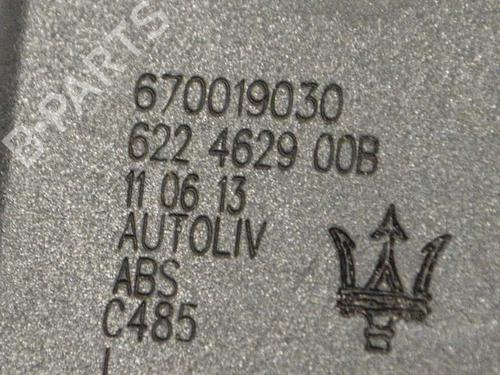 B-PARTS
670019030
622 4629 00B
11 06 13
AUTOLIV
ABS
C485